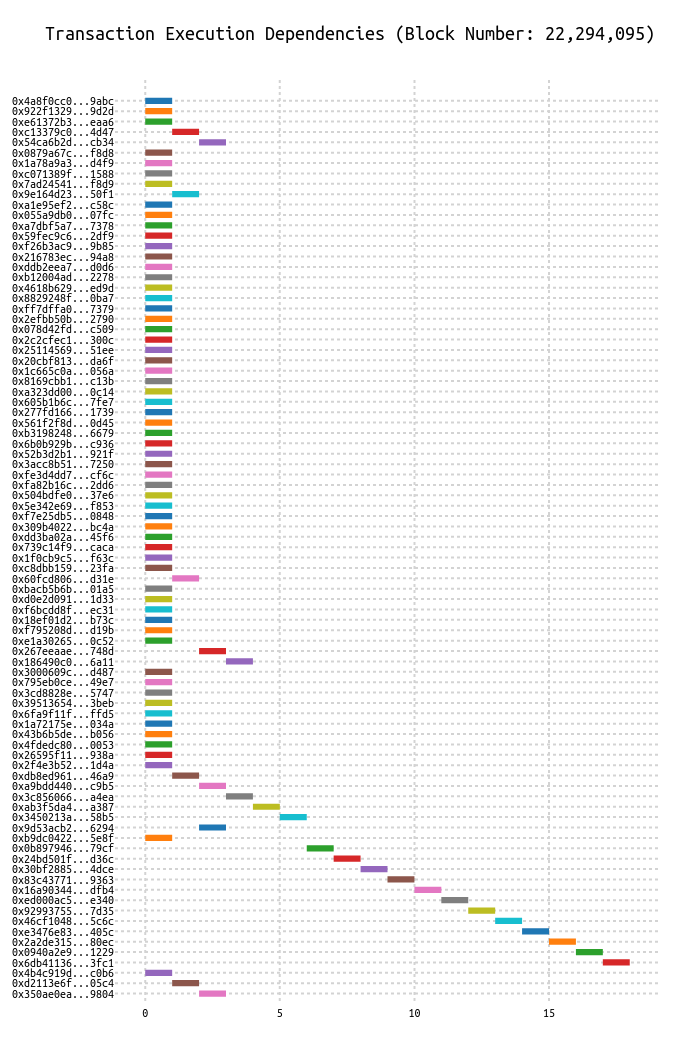 Transaction Execution Dependencies (Block Number: 22,294,095)
0x4a8f0cc0...9abc
0x922f1329...9d2d
0xe61372b3...eaa6
0xc13379c0...4d47
0x54ca6b2d...cb34
0x0879a67c...f8d8
0x1a78a9a3...d4f9
0xc071389f...1588
0x7ad24541...f8d9
0x9e164d23...50f1
0xa1e95ef2...c58c
0x055a9db0...07fc
0xa7dbf5a7...7378
0x59fec9c6...2df9
0xf26b3ac9...9b85
0x216783ec...94a8
0xddb2eea7...d0d6
0xb12004ad...2278
0x4618b629...ed9d
0x8829248f...0ba7
0xff7dffa0...7379
0x2efbb50b...2790
0x078d42fd...c509
0x2c2cfec1...300c
0x25114569...51ee
0x20cbf813...da6f
0x1c665c0a...056a
0x8169cbb1...c13b
0xa323dd00...0c14
0x605b1b6c...7fe7
0x277fd166...1739
0x561f2f8d...0d45
0xb3198248...6679
0x6b0b929b...c936
0x52b3d2b1...921f
0x3acc8b51...7250
0xfe3d4dd7...cf6c
0xfa82b16c...2dd6
0x504bdfe0...37e6
0x5e342e69...f853
0xf7e25db5...0848
0x309b4022...bc4a
0xdd3ba02a...45f6
0x739c14f9...caca
0x1f0cb9c5...f63c
0xc8dbb159...23fa
0x60fcd806...d31e
0xbacb5b6b...01a5
0xd0e2d091...1d33
0xf6bcdd8f...ec31
0x18ef01d2...b73c
0xf795208d...d19b
0xe1a30265...0c52
0x267eeaae...748d
0x186490c0...6a11
0x3000609c...d487
0x795eb0ce...49e7
0x3cd8828e...5747
0x39513654...3beb
0x6fa9f11f...ffd5
0x1a72175e...034a
0x43b6b5de...b056
0x4fdedc80...0053
0x26595f11...938a
0x2f4e3b52...1d4a
0xdb8ed961...46a9
0xa9bdd440...c9b5
0x3c856066...a4ea
0xab3f5da4...a387
0x3450213a...58b5
0x9d53acb2...6294
0xb9dc0422...5e8f
0x0b897946...79cf
0x24bd501f...d36c
0x30bf2885...4dce
0x83c43771...9363
0x16a90344...dfb4
0xed000ac5...e340
0x92993755...7d35
0x46cf1048...5c6c
0xe3476e83...405c
0x2a2de315...80ec
0x0940a2e9...1229
0x6db41136...3fc1
0x4b4c919d...c0b6
0xd2113e6f...05c4
0x350ae0ea...9804
0 5 10 15